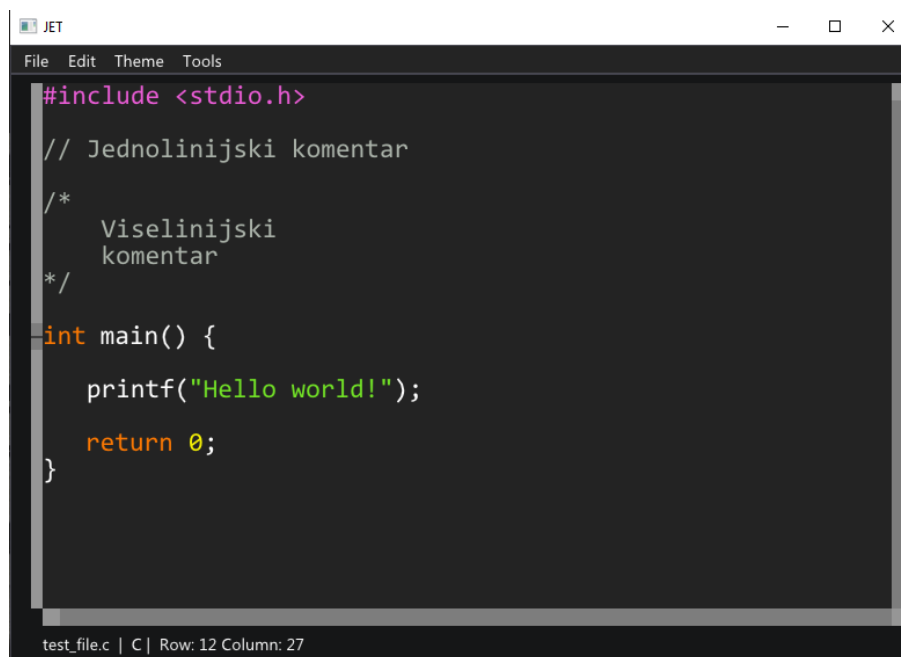 JET
File Edit Theme Tools
#include <stdio.h>
// Jednolinijski komentar
/*
Viselinijski
komentar
*/
int main() {
printf("Hello world!");
return 0;
}
test_file.c | C | Row: 12 Column: 27